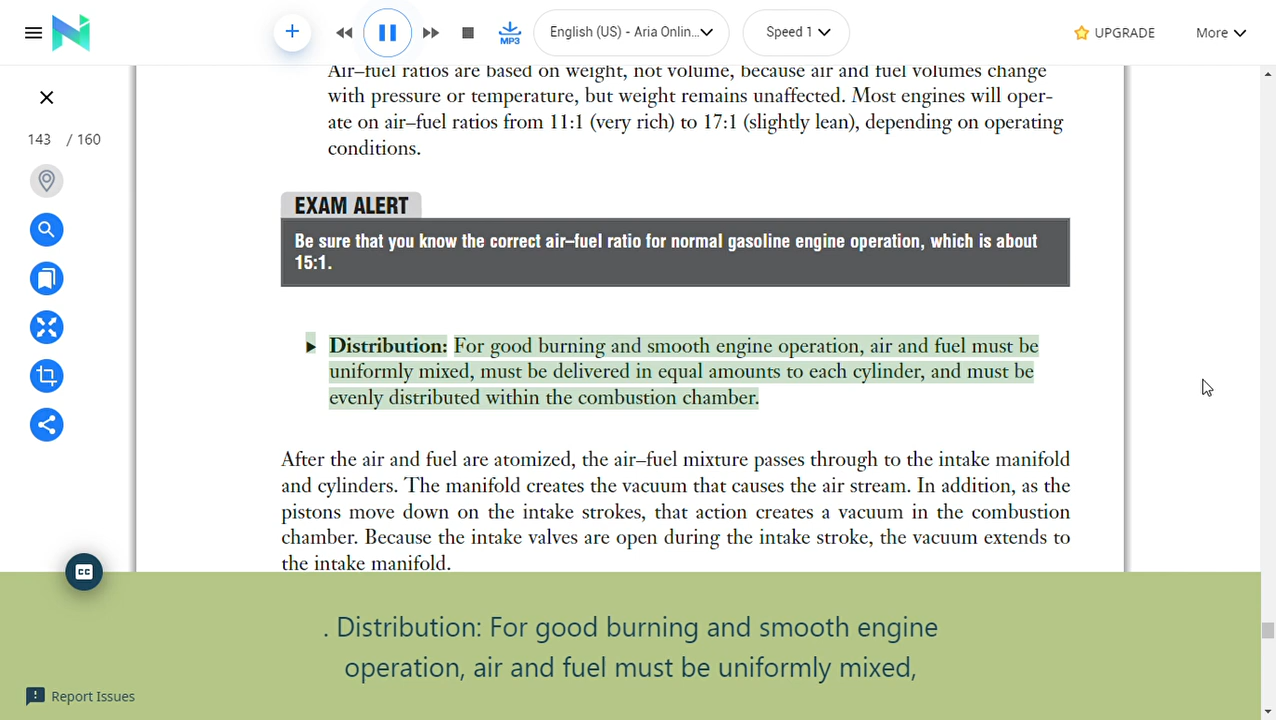 English (US) - Aria Onlin...
Speed 1
UPGRADE
More
MP3
143 / 160
Air–fuel ratios are based on weight, not volume, because air and fuel volumes change
with pressure or temperature, but weight remains unaffected. Most engines will oper-
ate on air–fuel ratios from 11:1 (very rich) to 17:1 (slightly lean), depending on operating
conditions.
EXAM ALERT
Be sure that you know the correct air–fuel ratio for normal gasoline engine operation, which is about
15:1.
Distribution: For good burning and smooth engine operation, air and fuel must be
uniformly mixed, must be delivered in equal amounts to each cylinder, and must be
evenly distributed within the combustion chamber.
After the air and fuel are atomized, the air–fuel mixture passes through to the intake manifold
and cylinders. The manifold creates the vacuum that causes the air stream. In addition, as the
pistons move down on the intake strokes, that action creates a vacuum in the combustion
chamber. Because the intake valves are open during the intake stroke, the vacuum extends to
the intake manifold.
CC
. Distribution: For good burning and smooth engine
operation, air and fuel must be uniformly mixed,
Report Issues